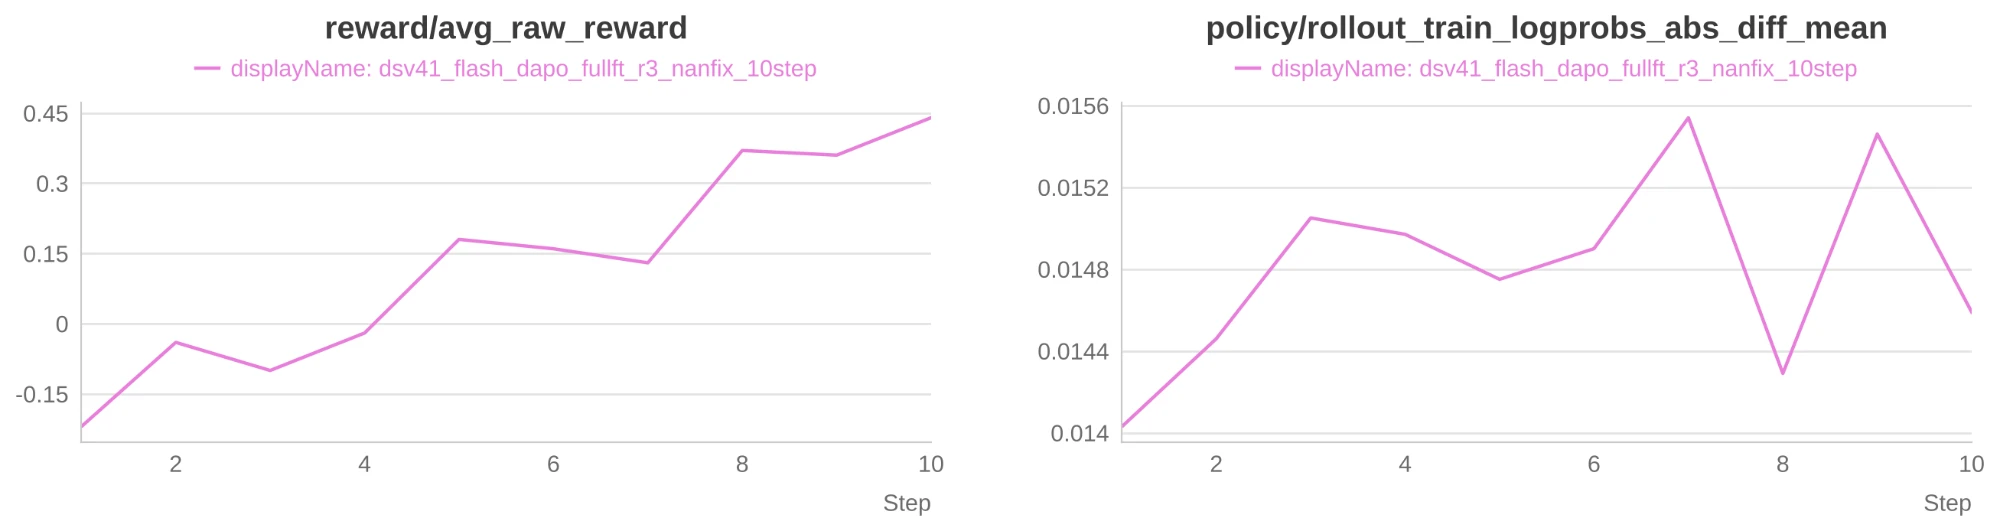 reward/avg_raw_reward
displayName: dsv41_flash_dapo_fullft_r3_nanfix_10step
0.45
0.3
0.15
0
-0.15
2 4 6 8 10
Step
policy/rollout_train_logprobs_abs_diff_mean
displayName: dsv41_flash_dapo_fullft_r3_nanfix_10step
0.0156
0.0152
0.0148
0.0144
0.014
2 4 6 8 10
Step